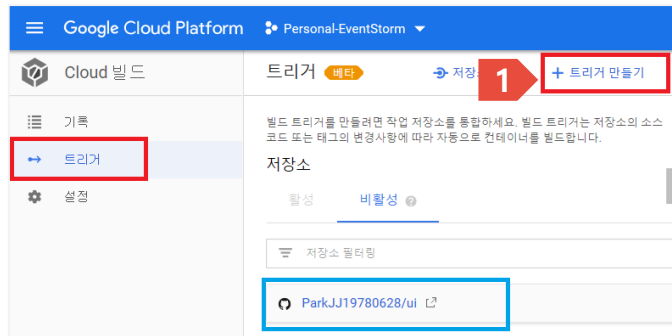 Google Cloud Platform Personal-EventStorm
Cloud 빌드
트리거 베타 저장 1 + 트리거 만들기
기록
트리거
설정
빌드 트리거를 만들려면 작업 저장소를 통합하세요. 빌드 트리거는 저장소의 소스
코드 또는 태그의 변경사항에 따라 자동으로 컨테이너를 빌드합니다.
저장소
활성 비활성
저장소 필터링
ParkJJ19780628/ui